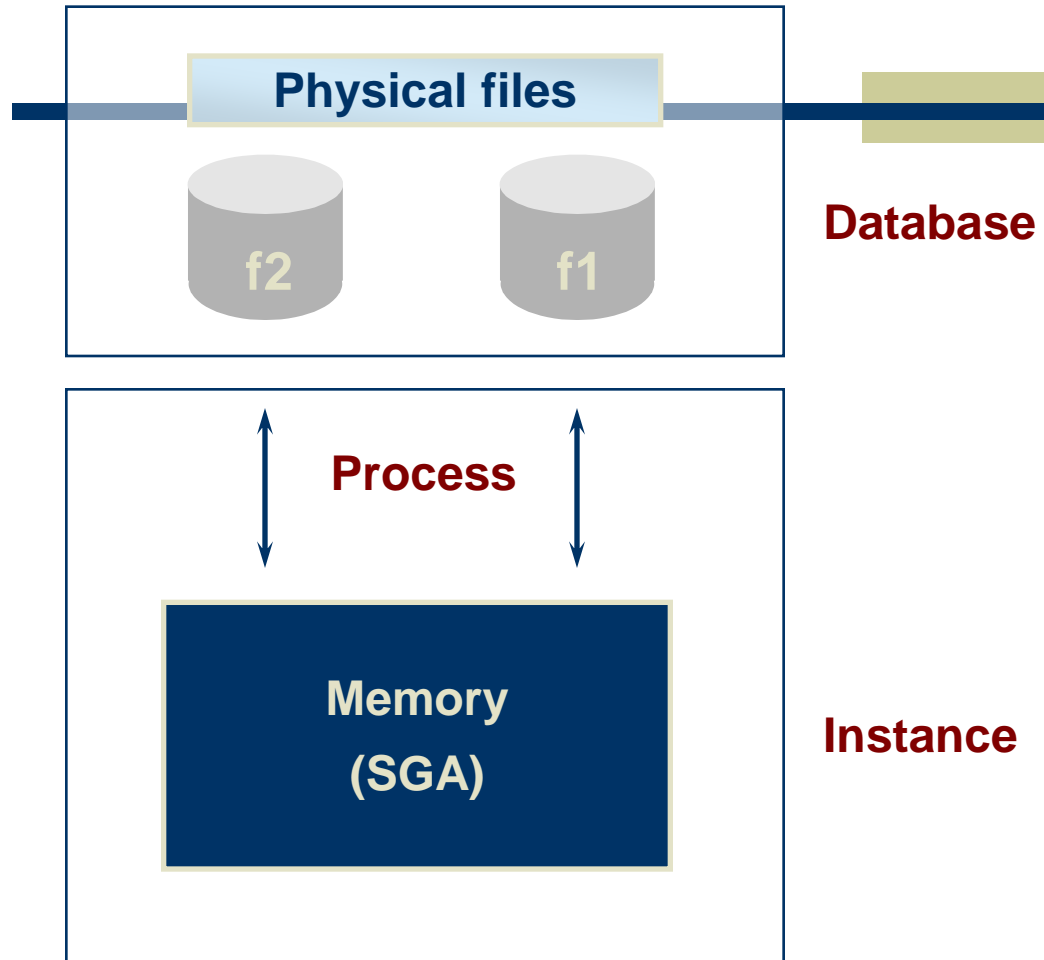 Physical files
f2
f1
Database
Process
Memory
(SGA)
Instance